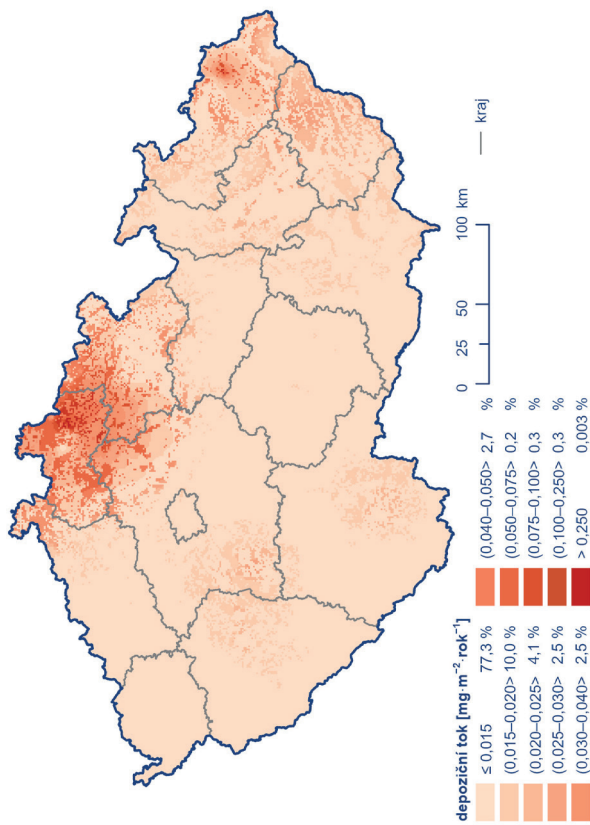 depoziční tok [mg·m⁻²·rok⁻¹]
≤ 0,015 77,3 %
(0,015–0,020> 10,0 %
(0,020–0,025> 4,1 %
(0,025–0,030> 2,5 %
(0,030–0,040> 2,5 %
(0,040–0,050> 2,7 %
(0,050–0,075> 0,2 %
(0,075–0,100> 0,3 %
(0,100–0,250> 0,3 %
> 0,250 0,003 %
0 25 50 100 km
kraj